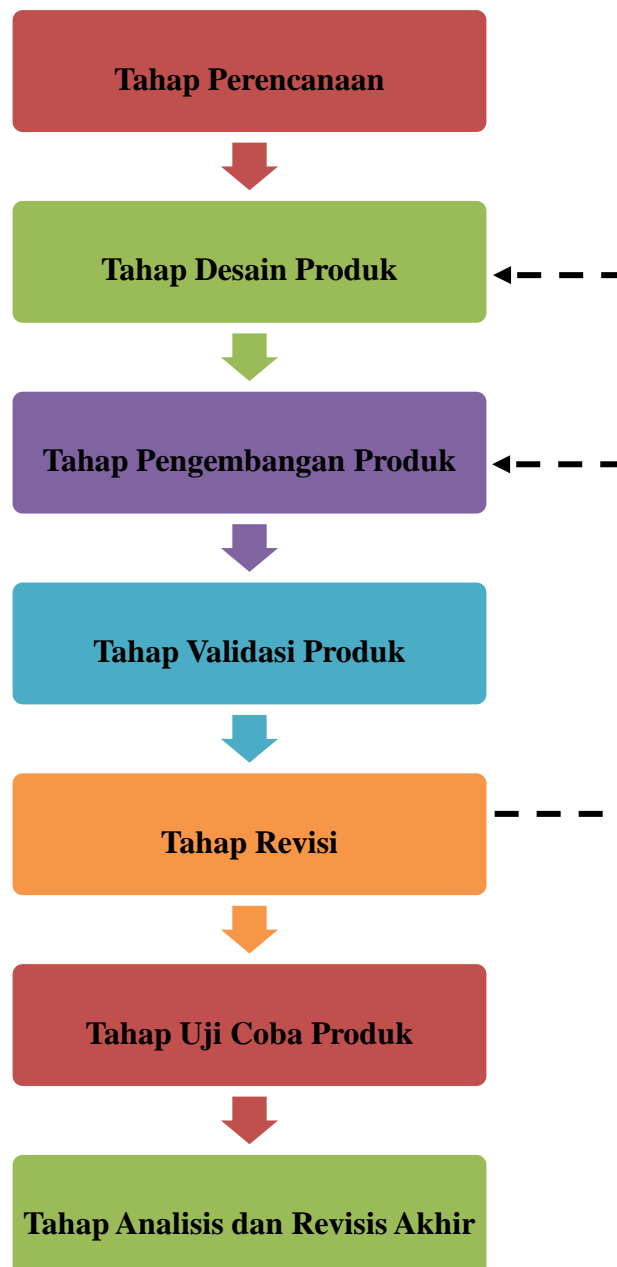 Tahap Perencanaan
Tahap Desain Produk
Tahap Pengembangan Produk
Tahap Validasi Produk
Tahap Revisi
Tahap Uji Coba Produk
Tahap Analisis dan Revisis Akhir